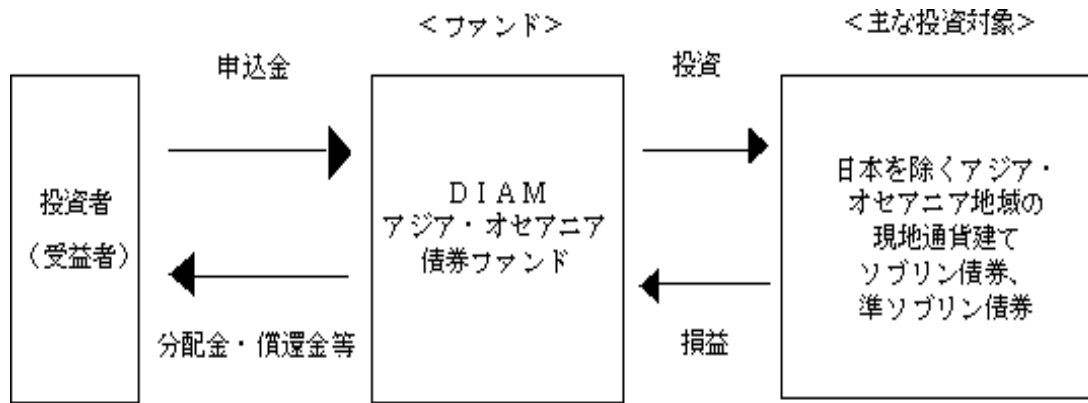 ＜ファンド＞
＜主な投資対象＞
申込金
投資
投資者
（受益者）
ＤＩＡＭ
アジア・オセアニア
債券ファンド
日本を除くアジア・
オセアニア地域の
現地通貨建て
ソブリン債券、
準ソブリン債券
分配金・償還金等
損益